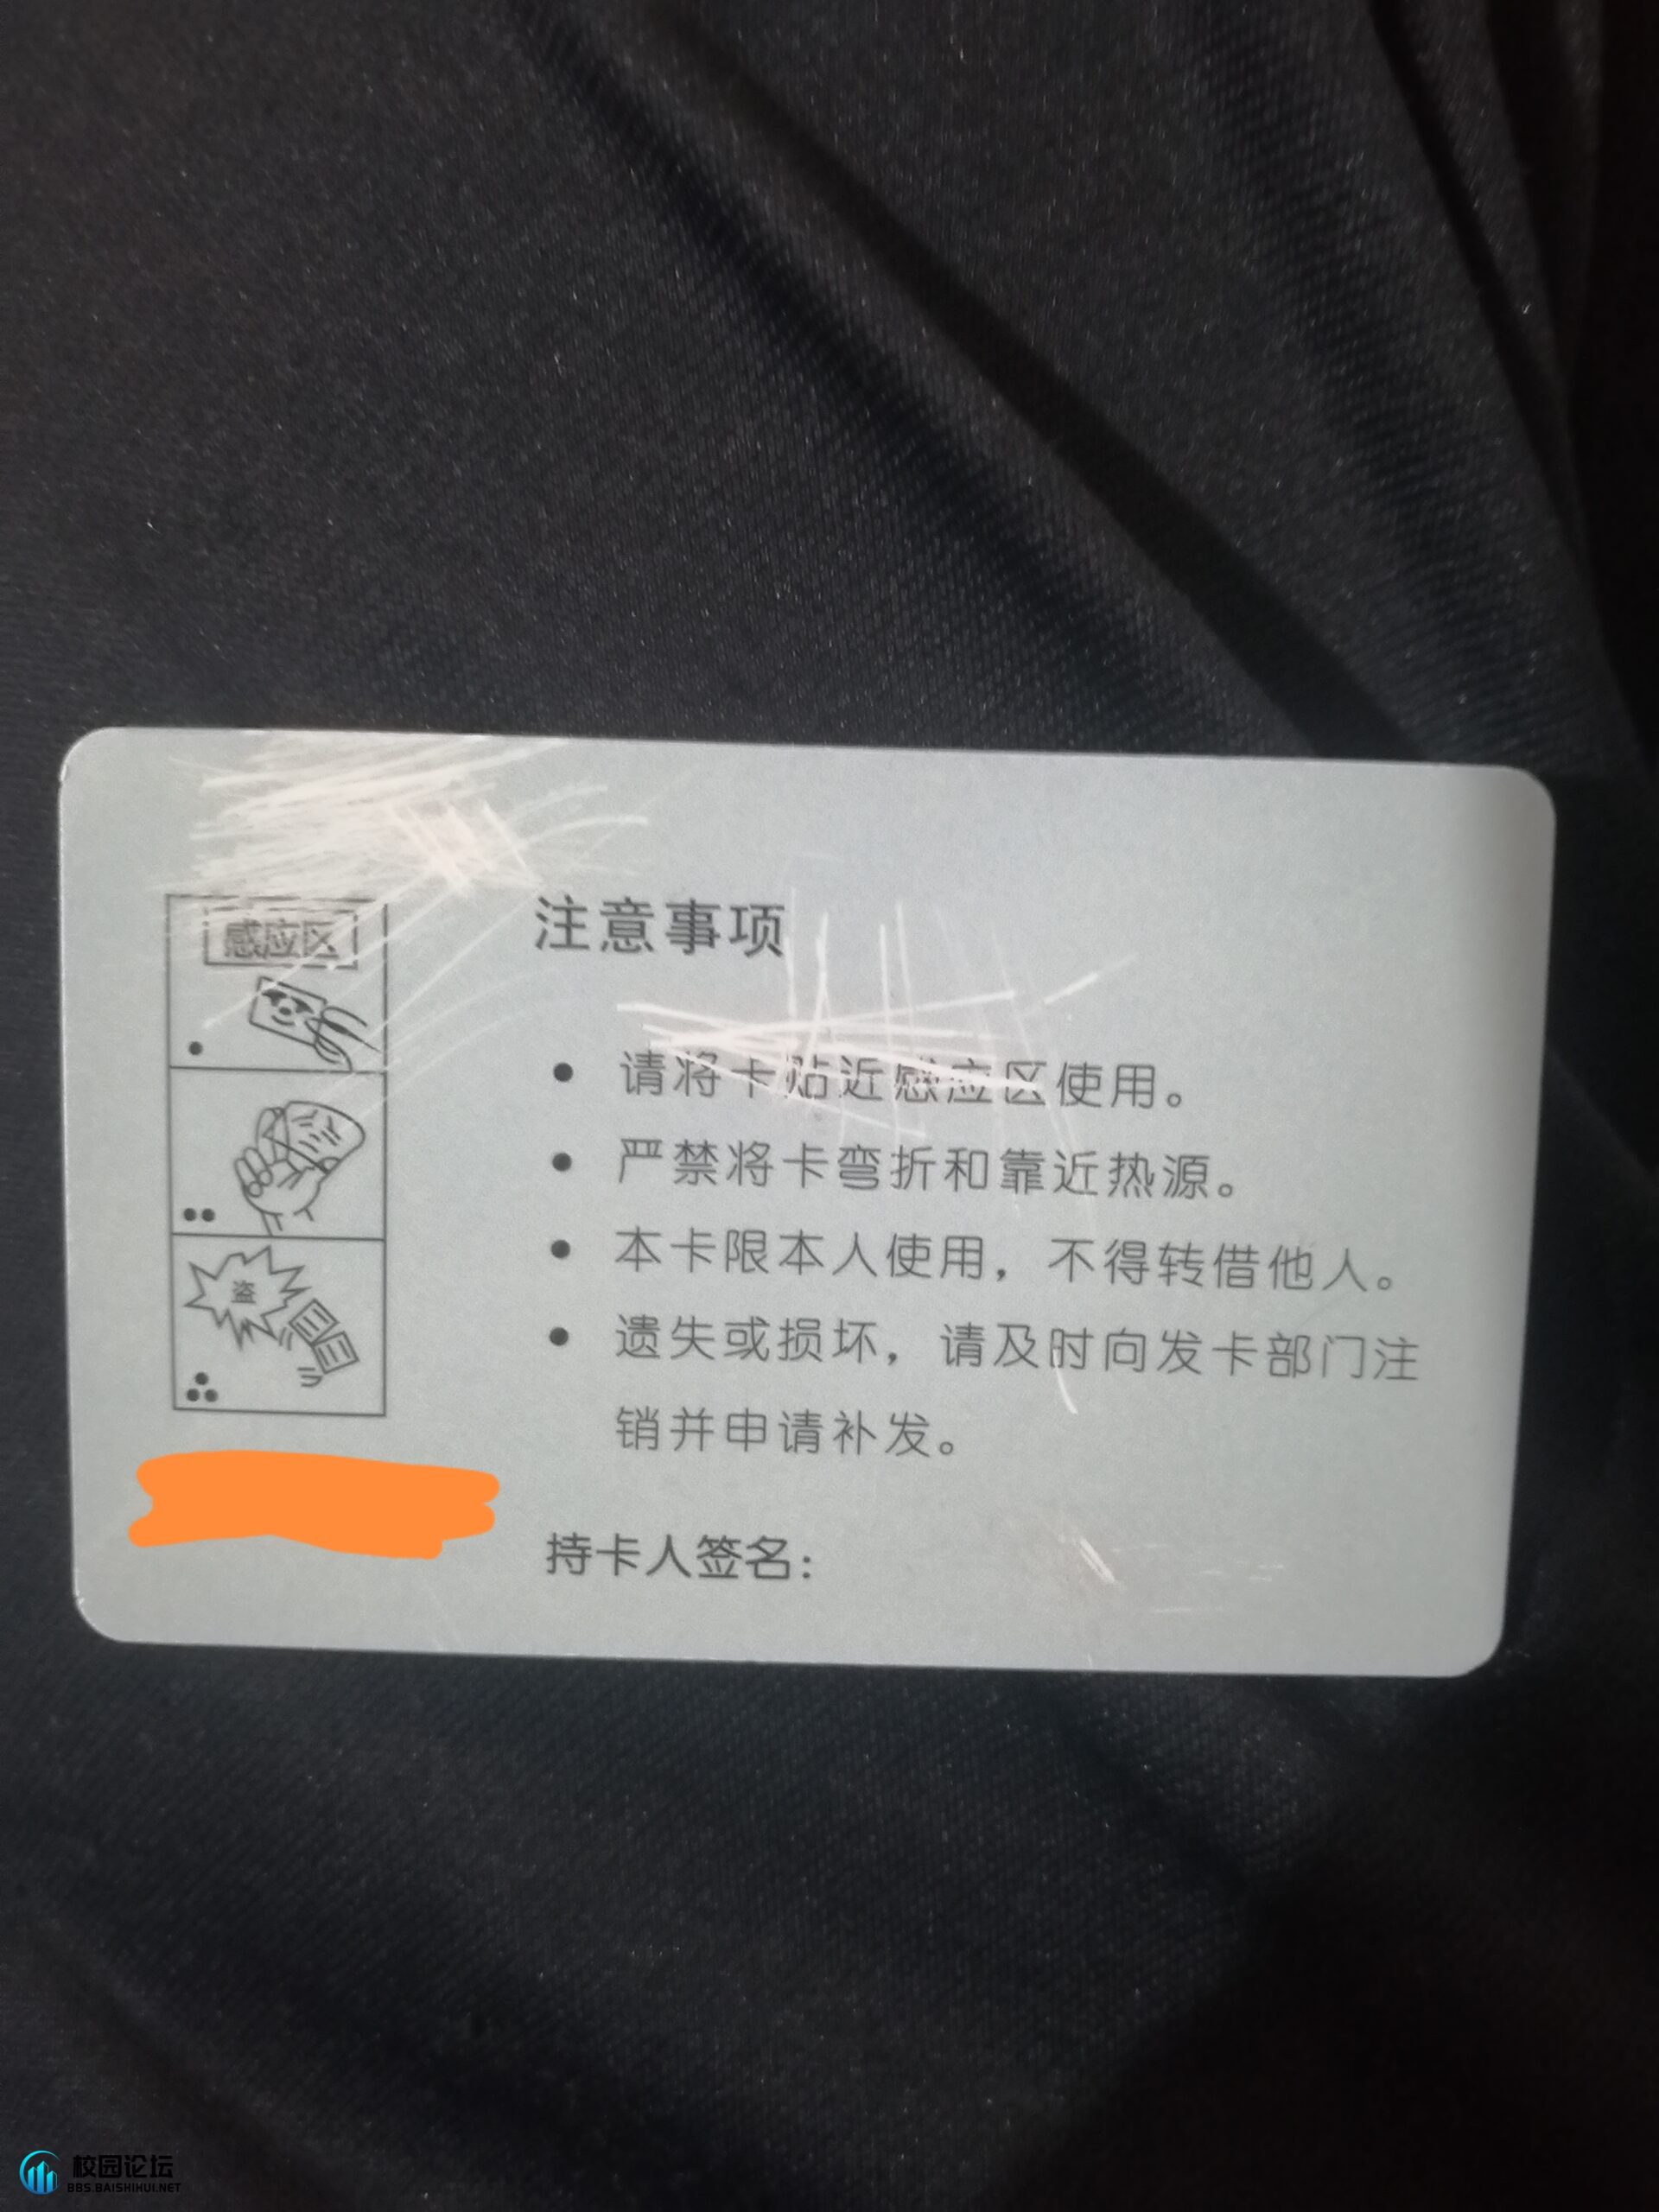 感应区
盗
注意事项
● 请将卡贴近感应区使用。
● 严禁将卡弯折和靠近热源。
● 本卡限本人使用，不得转借他人。
● 遗失或损坏，请及时向发卡部门注
销并申请补发。
持卡人签名：
校园论坛
BBS.BAISHIHUI.NET